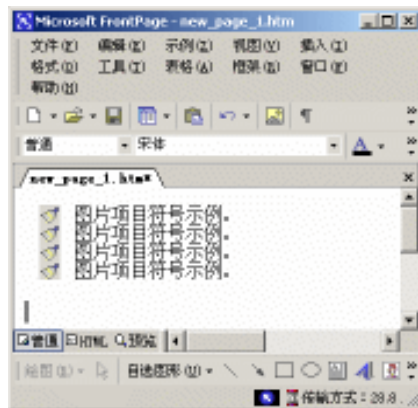 Microsoft FrontPage - new_page_1.htm
文件(F) 编辑(E) 示例(Z) 视图(V) 插入(I)
格式(O) 工具(T) 表格(A) 框架(R) 窗口(W)
帮助(H)
普通 宋体 A
new_page_1.htm*
图片项目符号示例。
图片项目符号示例。
图片项目符号示例。
图片项目符号示例。
普通 HTML 预览
绘图(R) 自选图形(U)
传输方式:28.8